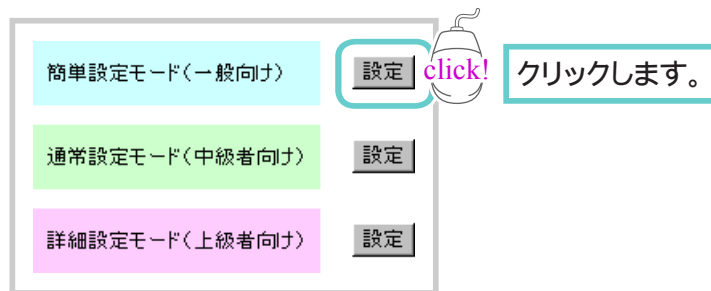 簡単設定モード(一般向け)
設定
click!
クリックします。
通常設定モード(中級者向け)
設定
詳細設定モード(上級者向け)
設定